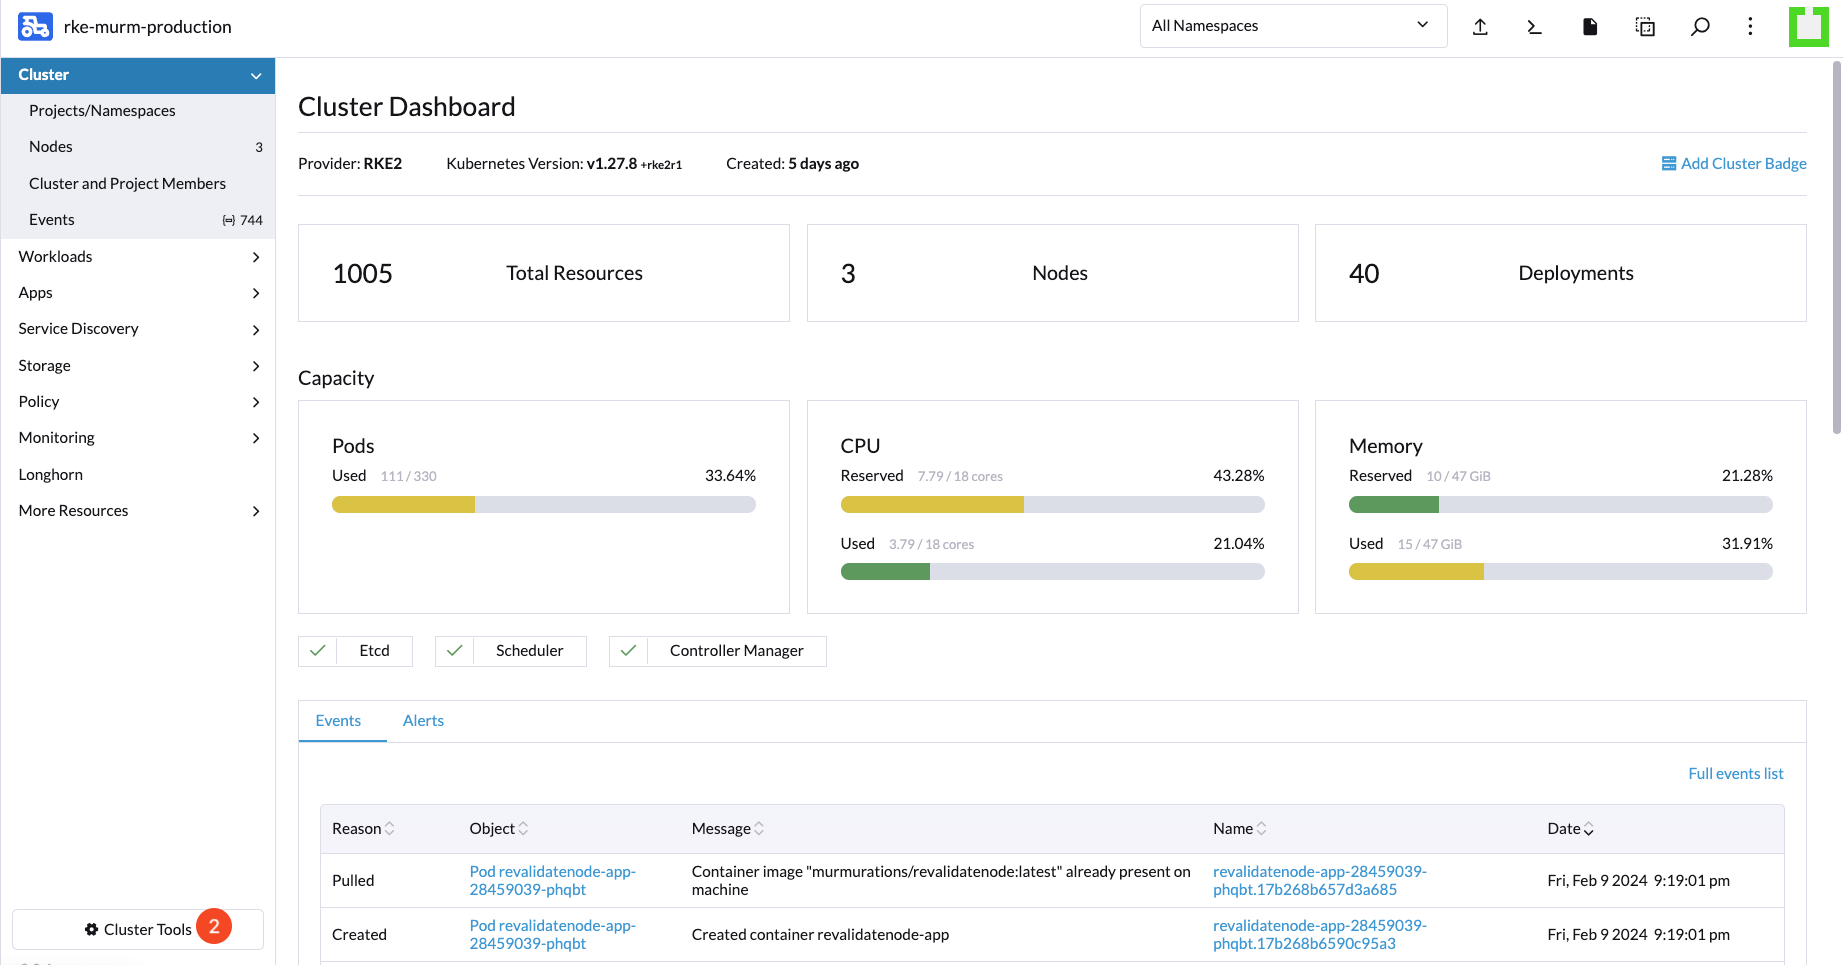 rke-murm-production
All Namespaces
Cluster
Projects/Namespaces
Nodes 3
Cluster and Project Members
Events 744
Workloads
Apps
Service Discovery
Storage
Policy
Monitoring
Longhorn
More Resources
Cluster Tools 2
Cluster Dashboard
Provider: RKE2 Kubernetes Version: v1.27.8 +rke2r1 Created: 5 days ago Add Cluster Badge
1005 Total Resources 3 Nodes 40 Deployments
Capacity
Pods
Used 111 / 330 33.64%
CPU
Reserved 7.79 / 18 cores 43.28%
Used 3.79 / 18 cores 21.04%
Memory
Reserved 10 / 47 GiB 21.28%
Used 15 / 47 GiB 31.91%
Etcd Scheduler Controller Manager
Events Alerts
Full events list
Reason Object Message Name Date
Pulled
Pod revalidatenode-app-
28459039-phqbt
Container image "murmurations/revalidatenode:latest" already present on
machine
revalidatenode-app-28459039-
phqbt.17b268b657d3a685
Fri, Feb 9 2024 9:19:01 pm
Created
Pod revalidatenode-app-
28459039-phqbt
Created container revalidatenode-app
revalidatenode-app-28459039-
phqbt.17b268b6590c95a3
Fri, Feb 9 2024 9:19:01 pm